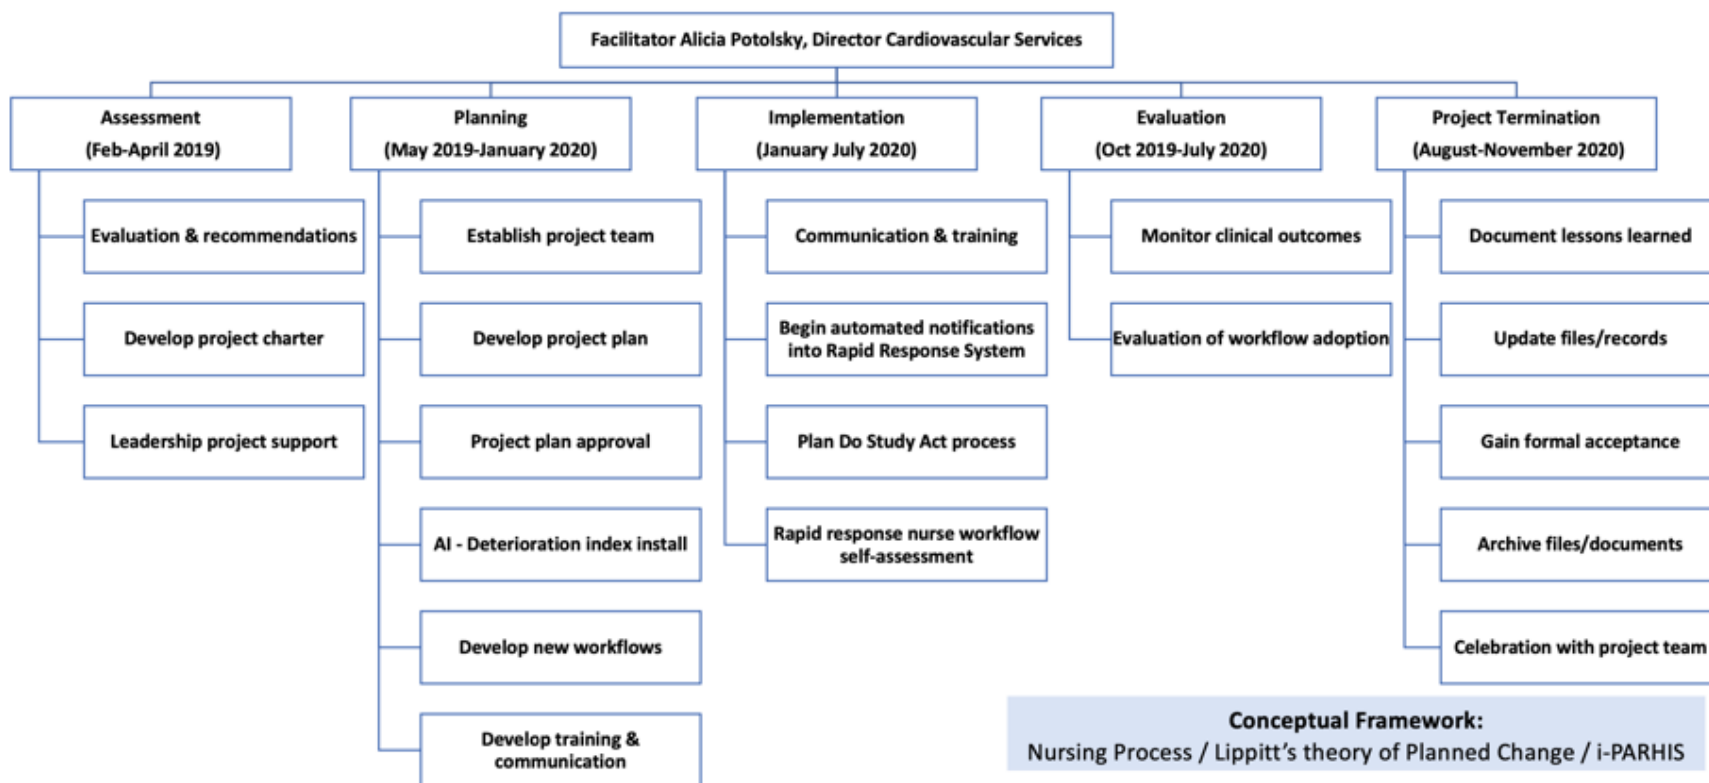 Facilitator Alicia Potolsky, Director Cardiovascular Services
Assessment
(Feb-April 2019)
Evaluation & recommendations
Develop project charter
Leadership project support
Planning
(May 2019-January 2020)
Establish project team
Develop project plan
Project plan approval
AI - Deterioration index install
Develop new workflows
Develop training &
communication
Implementation
(January July 2020)
Communication & training
Begin automated notifications
into Rapid Response System
Plan Do Study Act process
Rapid response nurse workflow
self-assessment
Evaluation
(Oct 2019-July 2020)
Monitor clinical outcomes
Evaluation of workflow adoption
Project Termination
(August-November 2020)
Document lessons learned
Update files/records
Gain formal acceptance
Archive files/documents
Celebration with project team
Conceptual Framework:
Nursing Process / Lippitt’s theory of Planned Change / i-PARHIS